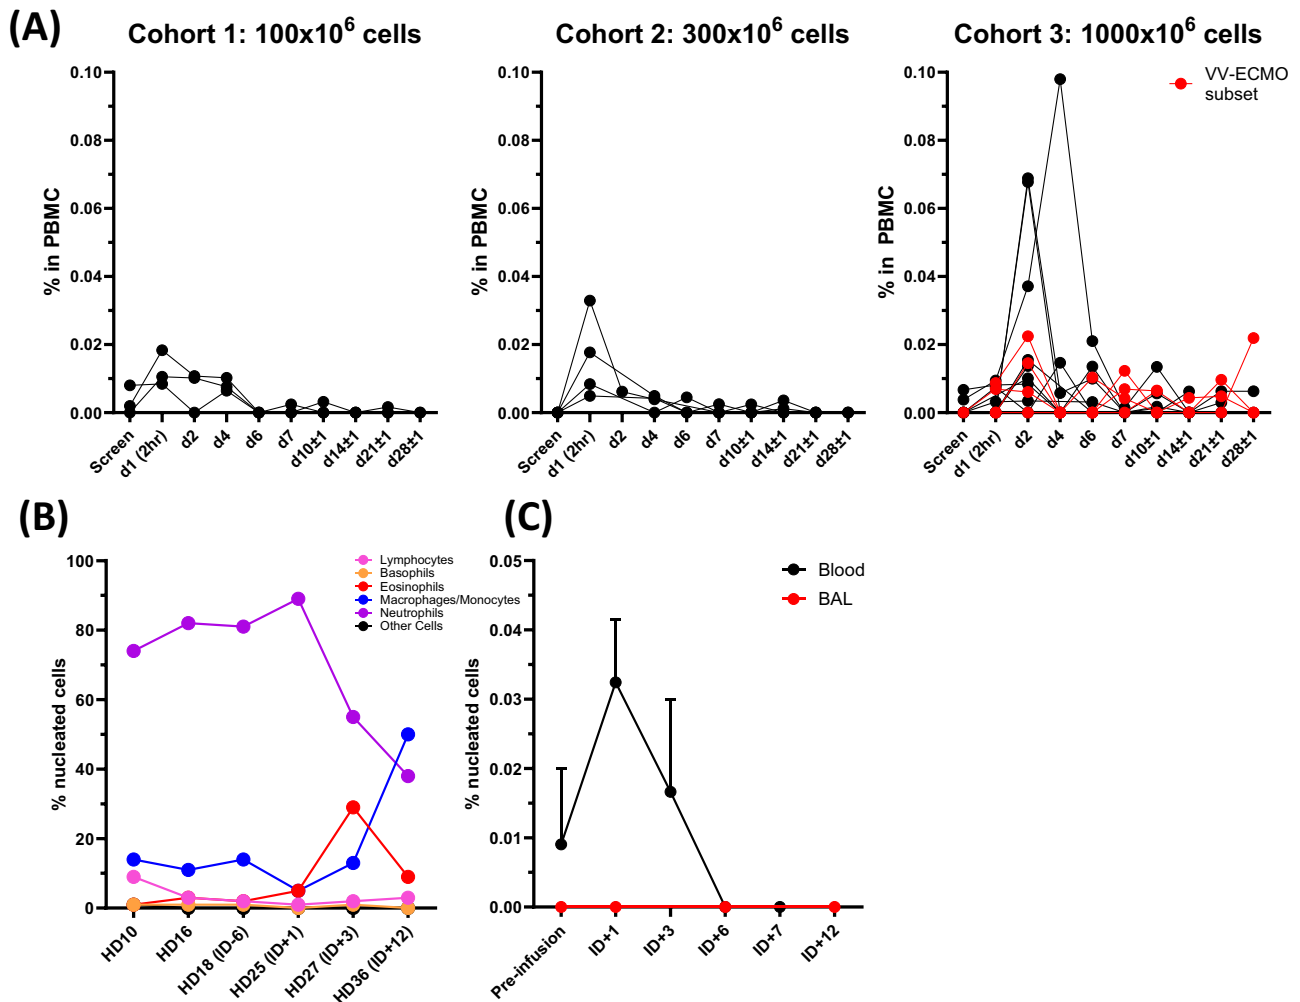 (A)
Cohort 1: 100x10⁶ cells
Cohort 2: 300x10⁶ cells
Cohort 3: 1000x10⁶ cells
VV-ECMO
subset
% in PBMC
0.10
0.08
0.06
0.04
0.02
0.00
Screen
d1 (2hr)
d2
d4
d6
d7
d10±1
d14±1
d21±1
d28±1
% in PBMC
0.10
0.08
0.06
0.04
0.02
0.00
Screen
d1 (2hr)
d2
d4
d6
d7
d10±1
d14±1
d21±1
d28±1
% in PBMC
0.10
0.08
0.06
0.04
0.02
0.00
Screen
d1 (2hr)
d2
d4
d6
d7
d10±1
d14±1
d21±1
d28±1
(B)
Lymphocytes
Basophils
Eosinophils
Macrophages/Monocytes
Neutrophils
Other Cells
% nucleated cells
100
80
60
40
20
0
HD10
HD16
HD18 (ID-6)
HD25 (ID+1)
HD27 (ID+3)
HD36 (ID+12)
(C)
Blood
BAL
% nucleated cells
0.05
0.04
0.03
0.02
0.01
0.00
Pre-infusion
ID+1
ID+3
ID+6
ID+7
ID+12